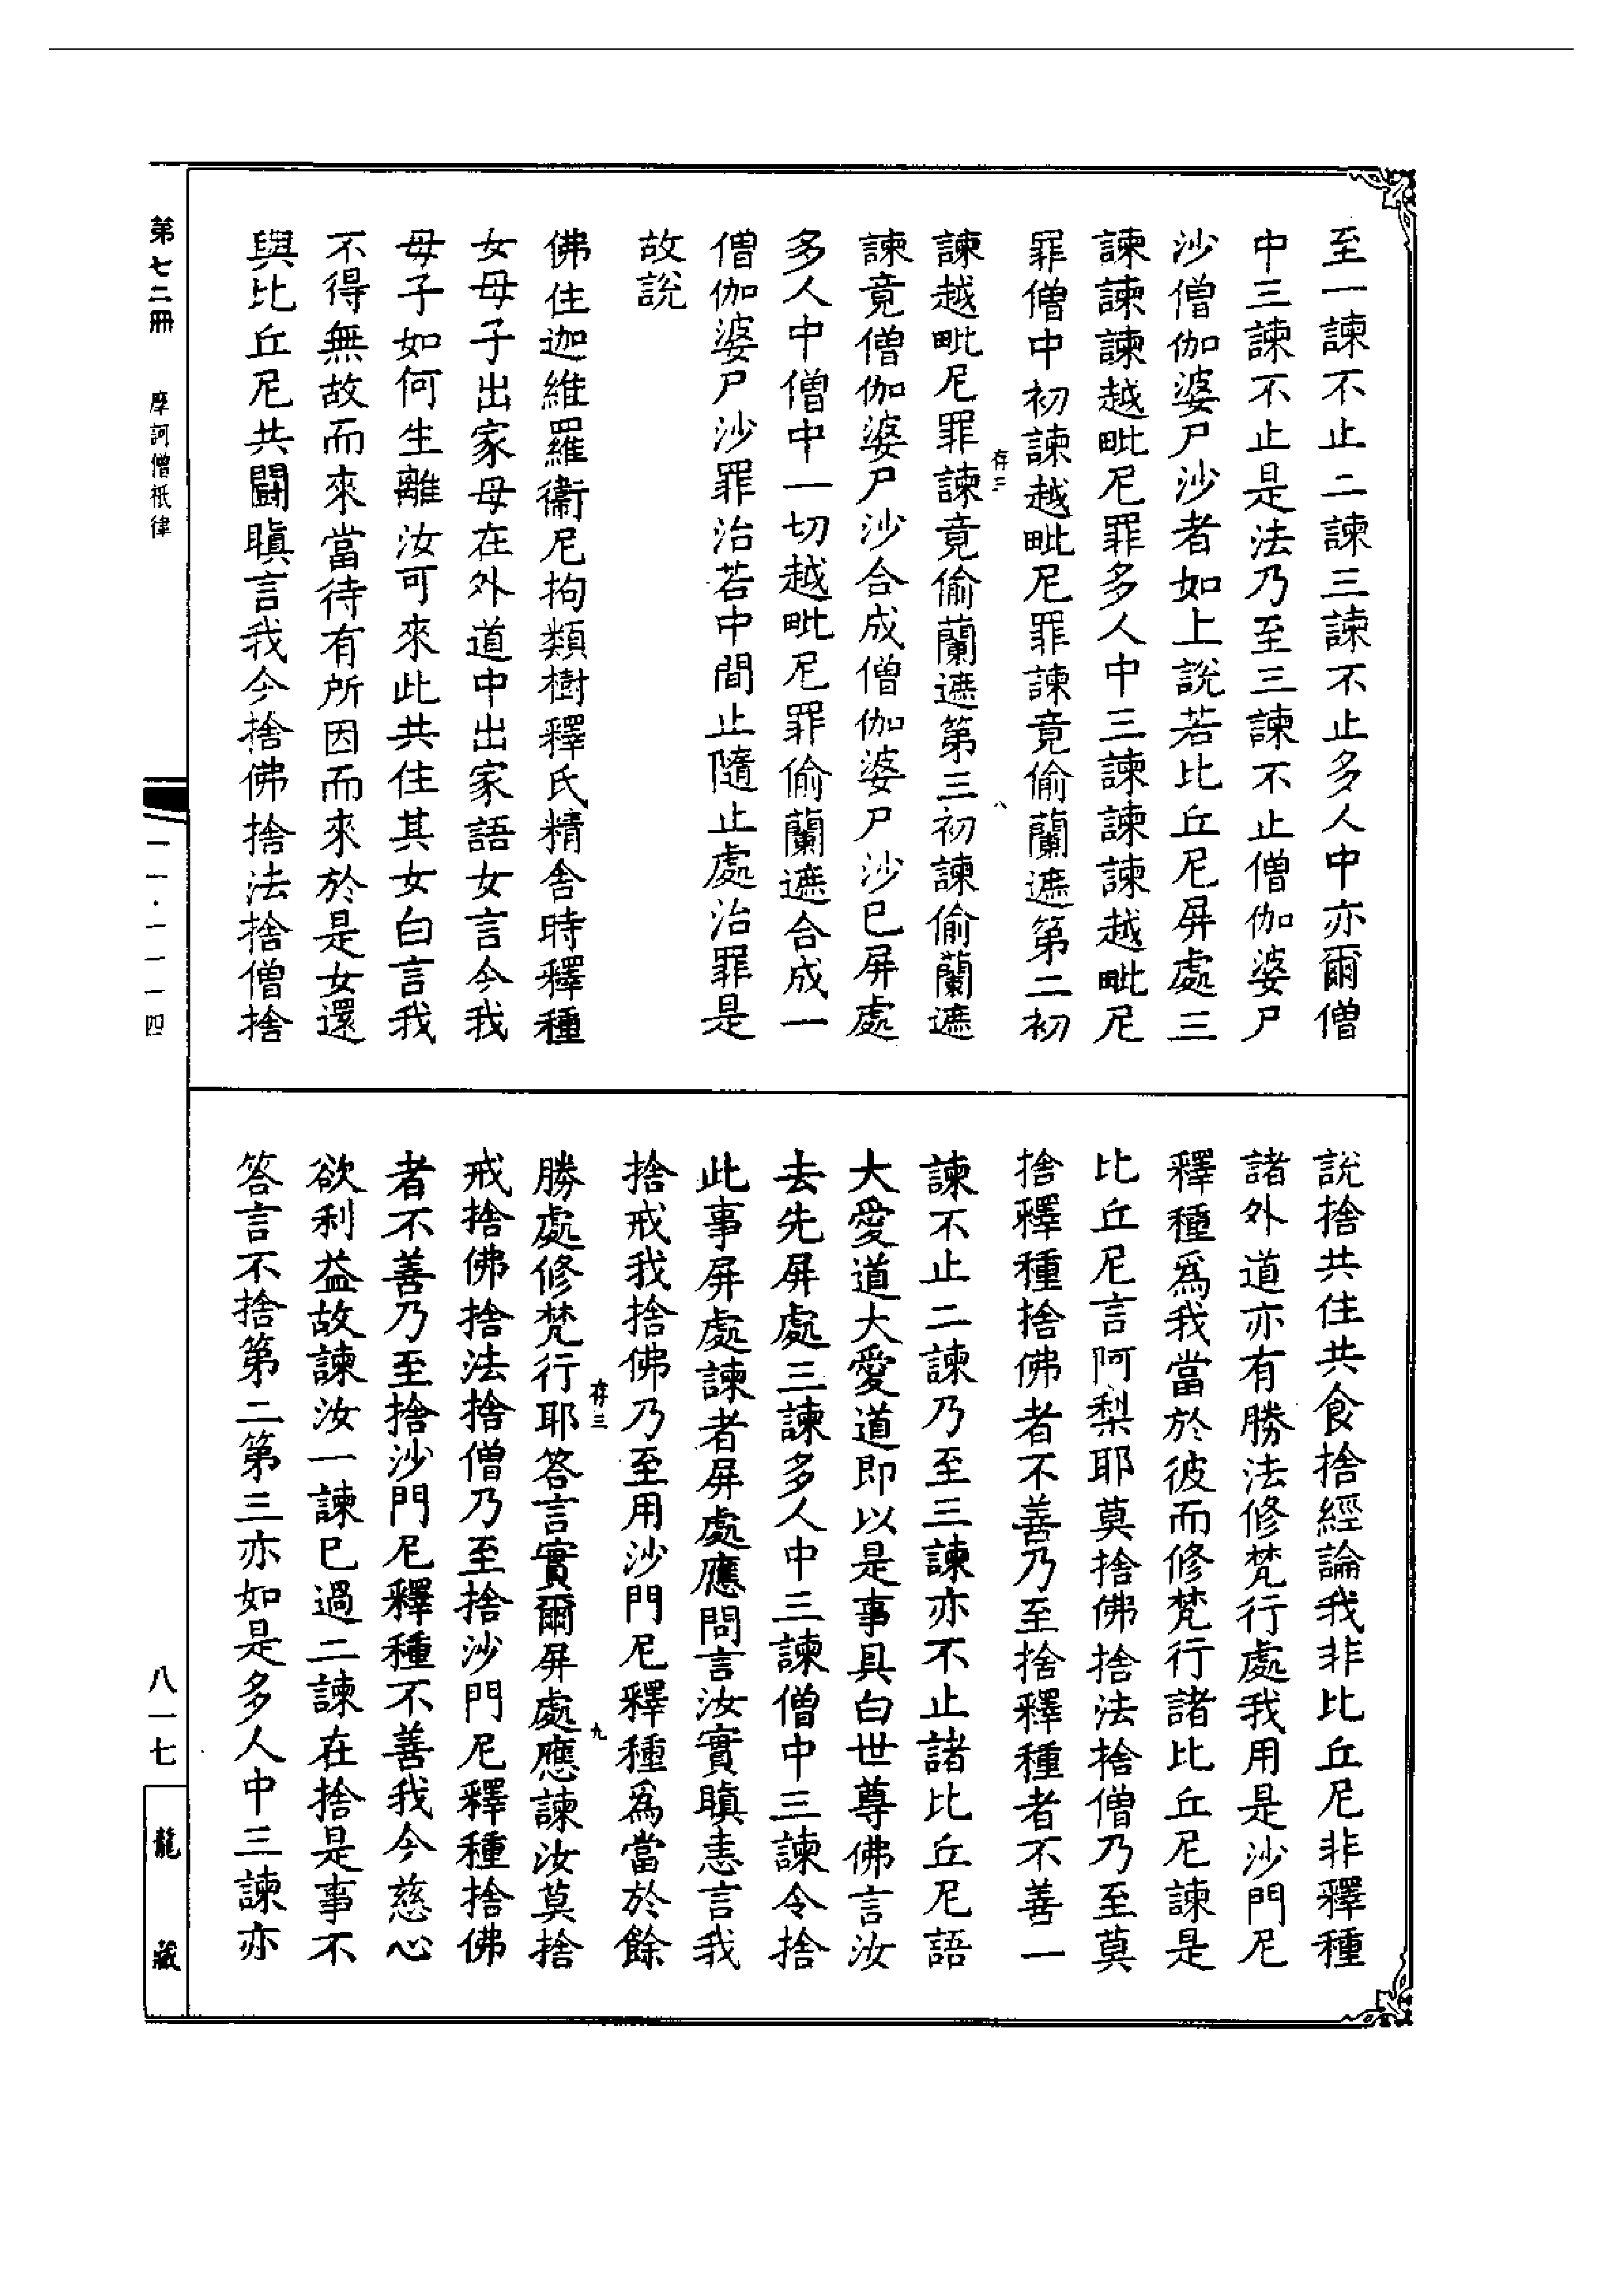 至一諫不止二諫三諫不止多人中亦爾僧
中三諫不止是法乃至三諫不止僧伽婆尸
沙僧伽婆尸沙者如上說若比丘尼屏處三
諫諫諫越毗尼罪多人中三諫諫諫越毗尼
罪僧中初諫越毗尼罪諫竟偷蘭遮第二初
存三 八
諫越毗尼罪諫竟偷蘭遮第三初諫偷蘭遮
諫竟僧伽婆尸沙合成僧伽婆尸沙已屏處
多人中僧中一切越毗尼罪偷蘭遮合成一
僧伽婆尸沙罪治若中間止隨止處治罪是
故說
佛住迦維羅衛尼拘類樹釋氏精舍時釋種
女母子出家母在外道中出家語女言今我
母子如何生離汝可來此共住其女白言我
不得無故而來當待有所因而來於是女還
與比丘尼共鬪瞋言我今捨佛捨法捨僧捨
說捨共住共食捨經論我非比丘尼非釋種
諸外道亦有勝法修梵行處我用是沙門尼
釋種爲我當於彼而修梵行諸比丘尼諫是
比丘尼言阿梨耶莫捨佛捨法捨僧乃至莫
捨釋種捨佛者不善乃至捨釋種者不善一
諫不止二諫乃至三諫亦不止諸比丘尼語
大愛道大愛道即以是事具白世尊佛言汝
去先屏處三諫多人中三諫僧中三諫令捨
此事屏處諫者屏處應問言汝實瞋恚言我
捨戒我捨佛乃至用沙門尼釋種爲當於餘
存三 九
勝處修梵行耶答言實爾屏處應諫汝莫捨
戒捨佛捨法捨僧乃至捨沙門尼釋種捨佛
者不善乃至捨沙門尼釋種不善我今慈心
欲利益故諫汝一諫已過二諫在捨是事不
答言不捨第二第三亦如是多人中三諫亦
第七二冊 摩訶僧祇律
一一·一一一四
八一七
龍藏